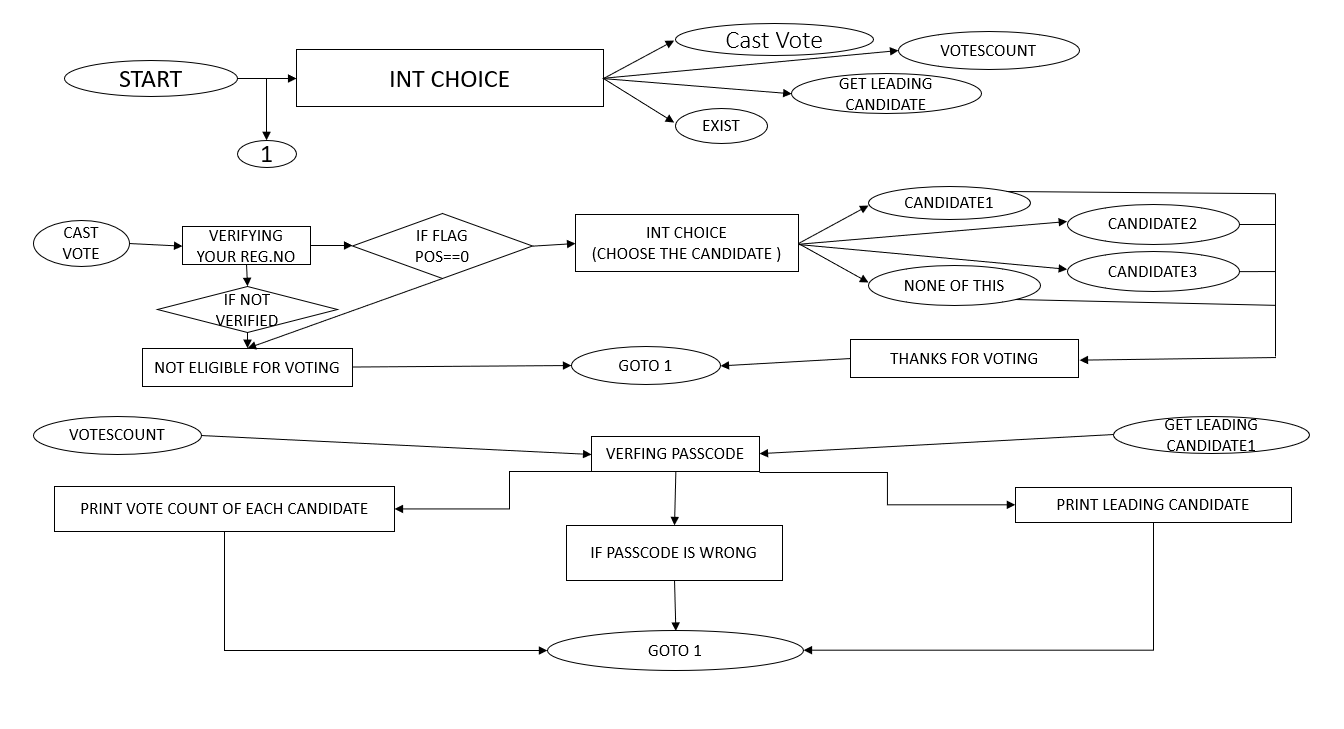 START
INT CHOICE
Cast Vote
VOTESCOUNT
GET LEADING
CANDIDATE
EXIST
1
CAST
VOTE
VERIFYING
YOUR REG.NO
IF FLAG
POS==0
INT CHOICE
(CHOOSE THE CANDIDATE )
CANDIDATE1
CANDIDATE2
CANDIDATE3
NONE OF THIS
IF NOT
VERIFIED
NOT ELIGIBLE FOR VOTING
GOTO 1
THANKS FOR VOTING
VOTESCOUNT
VERFING PASSCODE
GET LEADING
CANDIDATE1
PRINT VOTE COUNT OF EACH CANDIDATE
IF PASSCODE IS WRONG
PRINT LEADING CANDIDATE
GOTO 1